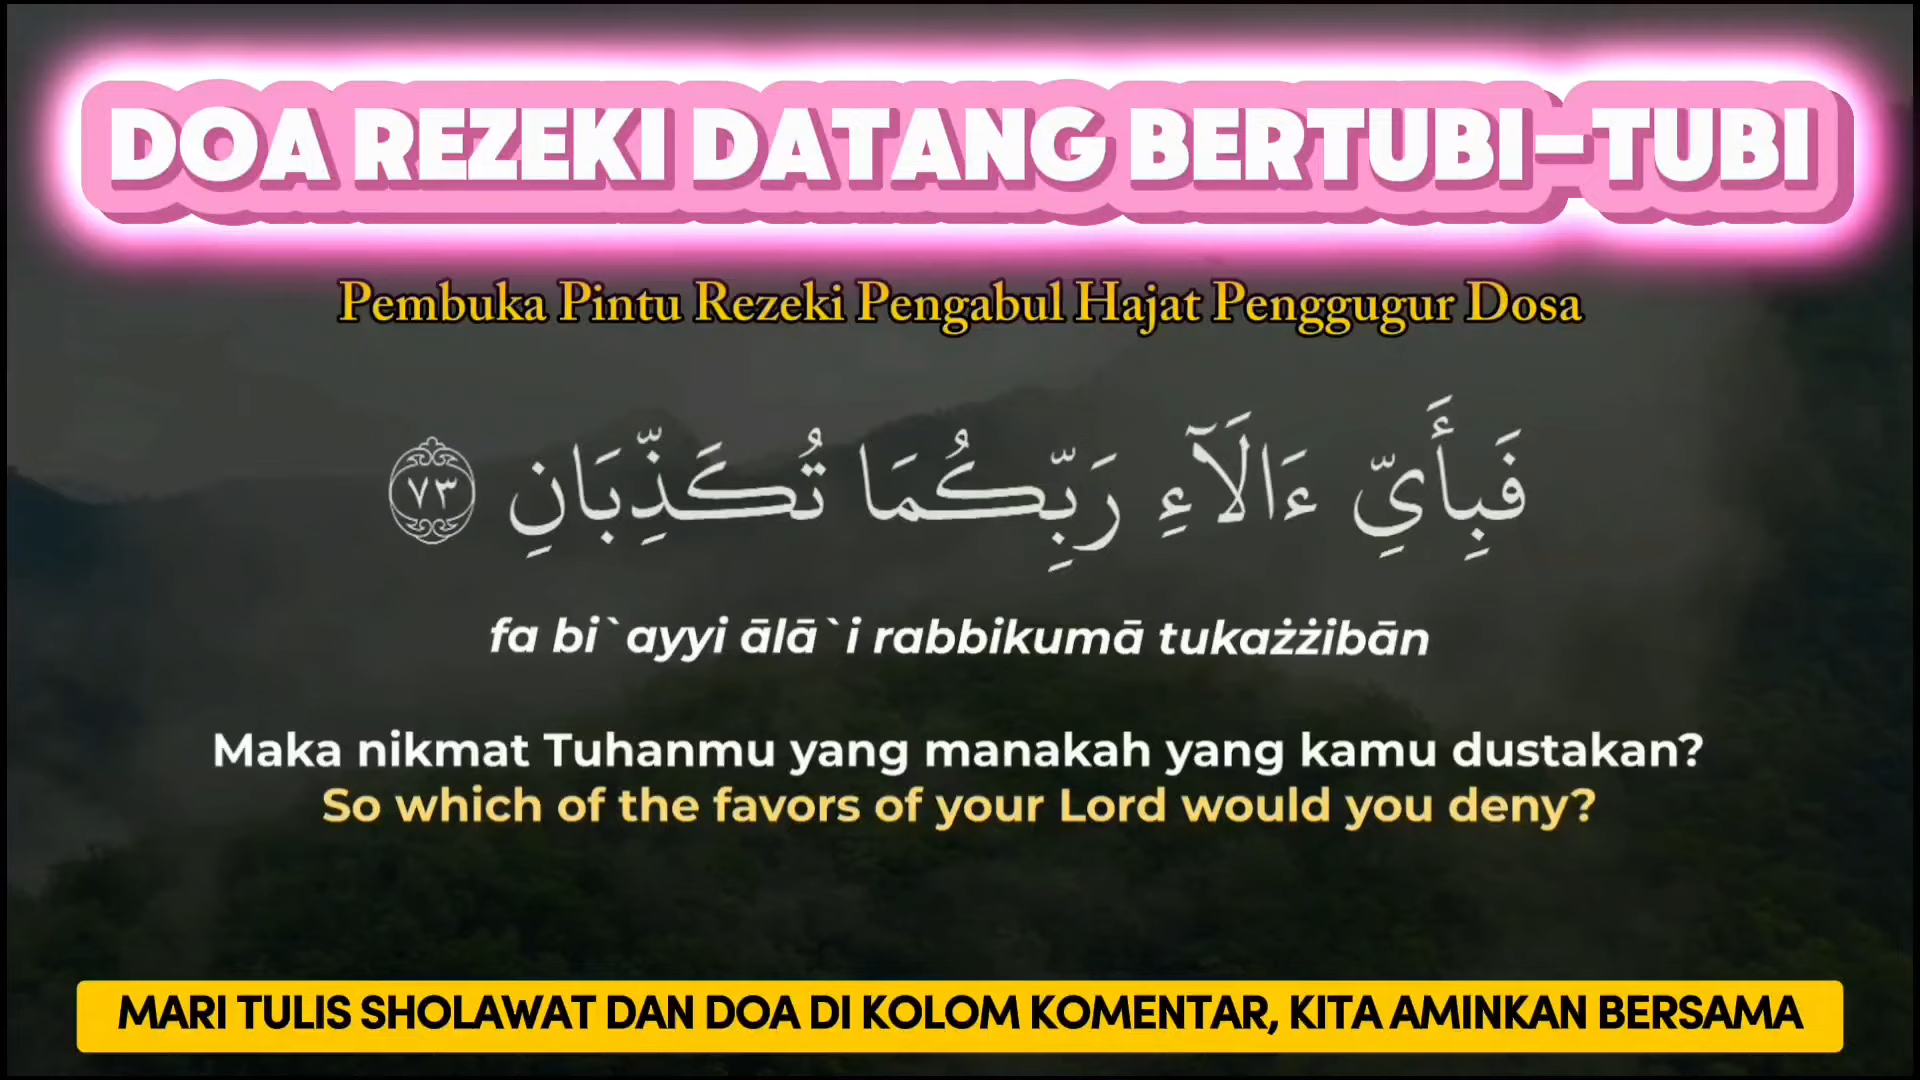 DOA REZEKI DATANG BERTUBI-TUBI
Pembuka Pintu Rezeki Pengabul Hajat Penggugur Dosa
فَبِأَيِّ ءَالَآءِ رَبِّكُمَا تُكَذِّبَانِ ٧٣
fa bi`ayyi ālā`i rabbikumā tukażżibān
Maka nikmat Tuhanmu yang manakah yang kamu dustakan?
So which of the favors of your Lord would you deny?
MARI TULIS SHOLAWAT DAN DOA DI KOLOM KOMENTAR, KITA AMINKAN BERSAMA